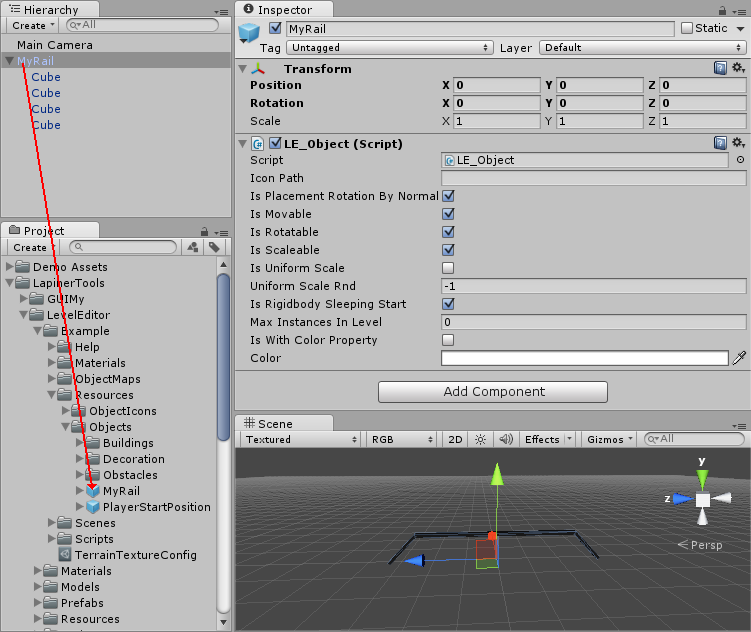 Hierarchy
Create All
Main Camera
MyRail
Cube
Cube
Cube
Cube
Project
Create
Demo Assets
LapinerTools
GUIMy
LevelEditor
Example
Help
Materials
ObjectMaps
Resources
ObjectIcons
Objects
Buildings
Decoration
Obstacles
MyRail
PlayerStartPosition
Scenes
Scripts
TerrainTextureConfig
Materials
Models
Prefabs
Resources
Inspector
MyRail Static
Tag Untagged Layer Default
Transform
Position X 0 Y 0 Z 0
Rotation X 0 Y 0 Z 0
Scale X 1 Y 1 Z 1
LE_Object (Script)
Script LE_Object
Icon Path
Is Placement Rotation By Normal
Is Movable
Is Rotatable
Is Scaleable
Is Uniform Scale
Uniform Scale Rnd -1
Is Rigidbody Sleeping Start
Max Instances In Level 0
Is With Color Property
Color
Add Component
Scene
Textured RGB 2D Effects Gizmos All
y
z
Persp